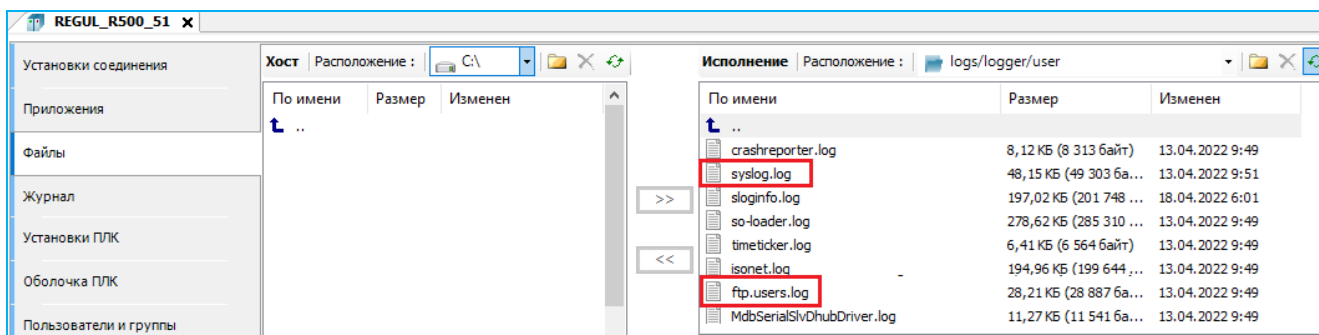 REGUL_R500_51 x
Установки соединения
Приложения
Файлы
Журнал
Установки ПЛК
Оболочка ПЛК
Пользователи и группы
Хост Расположение : C:\
По имени Размер Изменен
..
>>
<<
Исполнение Расположение : logs/logger/user
По имени Размер Изменен
..
crashreporter.log 8,12 КБ (8 313 байт) 13.04.2022 9:49
syslog.log 48,15 КБ (49 303 ба... 13.04.2022 9:51
sloginfo.log 197,02 КБ (201 748 ... 18.04.2022 6:01
so-loader.log 278,62 КБ (285 310 ... 13.04.2022 9:49
timeticker.log 6,41 КБ (6 564 байт) 13.04.2022 9:49
isonet.log 194,96 КБ (199 644 ... 13.04.2022 9:49
ftp.users.log 28,21 КБ (28 887 ба... 13.04.2022 9:49
MdbSerialSlvDhubDriver.log 11,27 КБ (11 541 ба... 13.04.2022 9:49